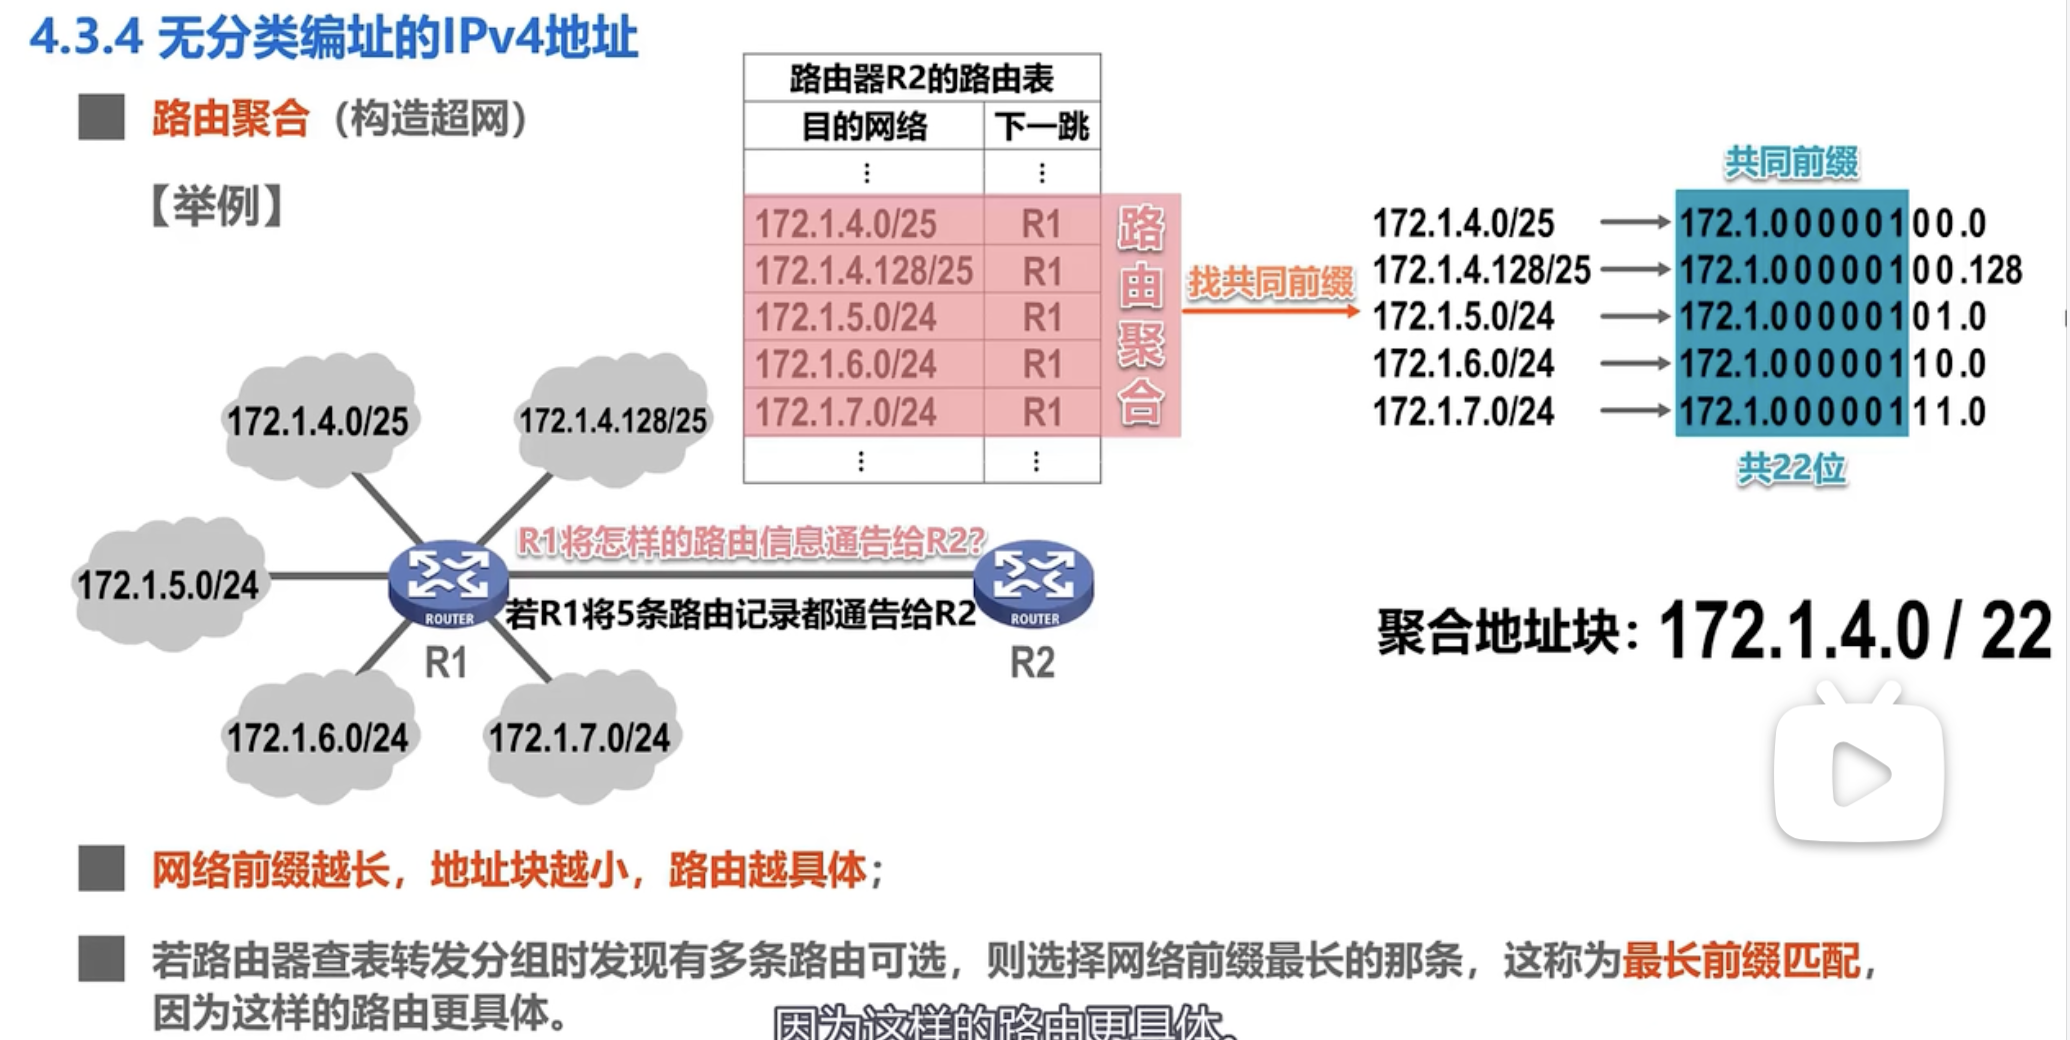 4.3.4 无分类编址的IPv4地址
路由聚合（构造超网）
【举例】
路由器R2的路由表
目的网络 下一跳
⋮ ⋮
172.1.4.0/25 R1
172.1.4.128/25 R1
172.1.5.0/24 R1
172.1.6.0/24 R1
172.1.7.0/24 R1
⋮ ⋮
路由聚合
找共同前缀
共同前缀
172.1.4.0/25 172.1.00000100.0
172.1.4.128/25 172.1.00000100.128
172.1.5.0/24 172.1.00000101.0
172.1.6.0/24 172.1.00000110.0
172.1.7.0/24 172.1.00000111.0
共22位
172.1.4.0/25
172.1.4.128/25
172.1.5.0/24
172.1.6.0/24
172.1.7.0/24
ROUTER
R1
R1将怎样的路由信息通告给R2?
若R1将5条路由记录都通告给R2
ROUTER
R2
聚合地址块：172.1.4.0 / 22
网络前缀越长，地址块越小，路由越具体；
若路由器查表转发分组时发现有多条路由可选，则选择网络前缀最长的那条，这称为最长前缀匹配，
因为这样的路由更具体。
因为这样的路由更具体。